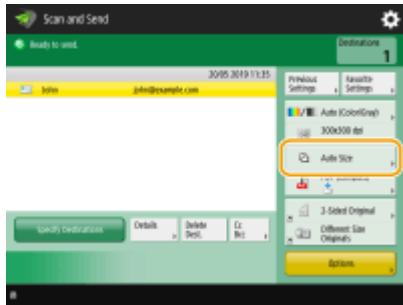 Scan and Send
Ready to send.
Destinations
1
20/05 2019 11:35
John
john@example.com
Previous Settings
Favorite Settings
Auto (Color/Gray)
300x300 dpi
Auto Size
2-Sided Original
Different Size Originals
Specify Destinations
Details
Delete Dest.
Cc Bcc
Options